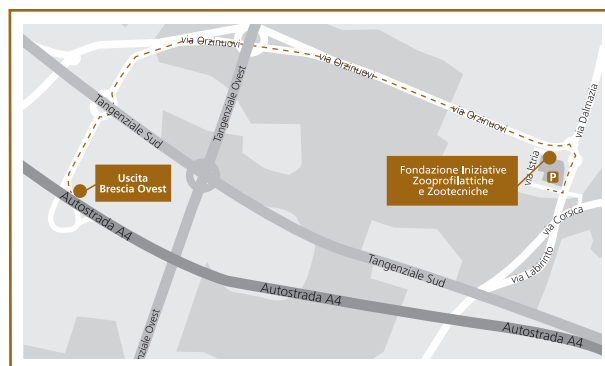 via Orzinuovi
via Orzinuovi
via Orzinuovi
Tangenziale Ovest
Tangenziale Sud
via Dalmazia
via Istria
Fondazione Iniziative
Zooprofilattiche
e Zootecniche
P
Uscita
Brescia Ovest
Autostrada A4
via Corsica
via Labirinto
Tangenziale Sud
Autostrada A4
Autostrada A4
genziale Ovest